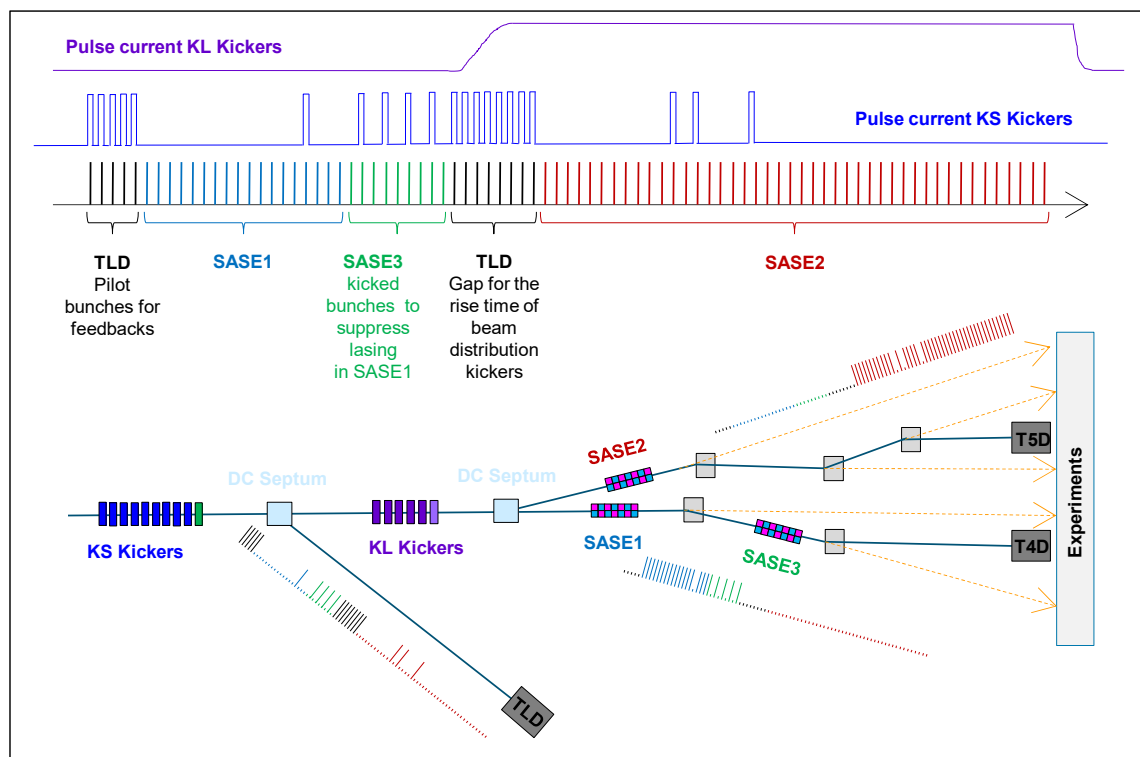 Pulse current KL Kickers
Pulse current KS Kickers
TLD
Pilot
bunches for
feedbacks
SASE1
SASE3
kicked
bunches to
suppress
lasing
in SASE1
TLD
Gap for the
rise time of
beam
distribution
kickers
SASE2
DC Septum
KS Kickers
KL Kickers
DC Septum
SASE2
SASE1
SASE3
T5D
T4D
TLD
Experiments